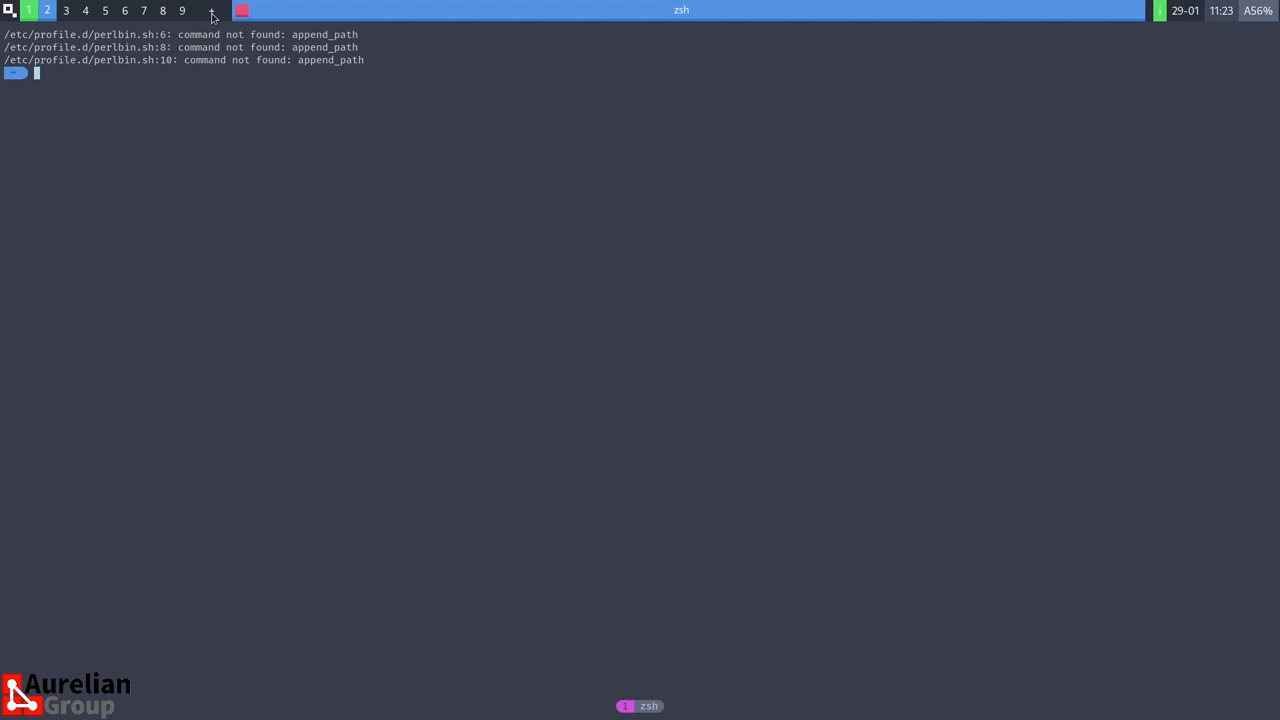 1 2 3 4 5 6 7 8 9 + zsh i 29-01 11:23 A56%
/etc/profile.d/perlbin.sh:6: command not found: append_path
/etc/profile.d/perlbin.sh:8: command not found: append_path
/etc/profile.d/perlbin.sh:10: command not found: append_path
~
Aurelian
Group
1 zsh